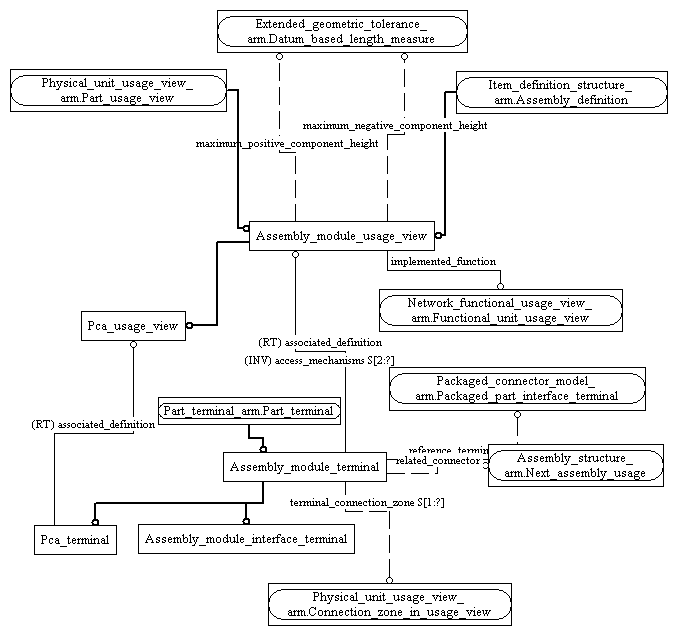 Extended_geometric_tolerance_
arm.Datum_based_length_measure
Physical_unit_usage_view_
arm.Part_usage_view
Item_definition_structure_
arm.Assembly_definition
maximum_negative_component_height
maximum_positive_component_height
Assembly_module_usage_view
implemented_function
Network_functional_usage_view_
arm.Functional_unit_usage_view
Pca_usage_view
(RT) associated_definition
(INV) access_mechanisms S[2:?]
Packaged_connector_model_
arm.Packaged_part_interface_terminal
Part_terminal_arm.Part_terminal
(RT) associated_definition
related_connector
Assembly_structure_
arm.Next_assembly_usage
Assembly_module_terminal
terminal_connection_zone S[1:?]
Pca_terminal
Assembly_module_interface_terminal
Physical_unit_usage_view_
arm.Connection_zone_in_usage_view